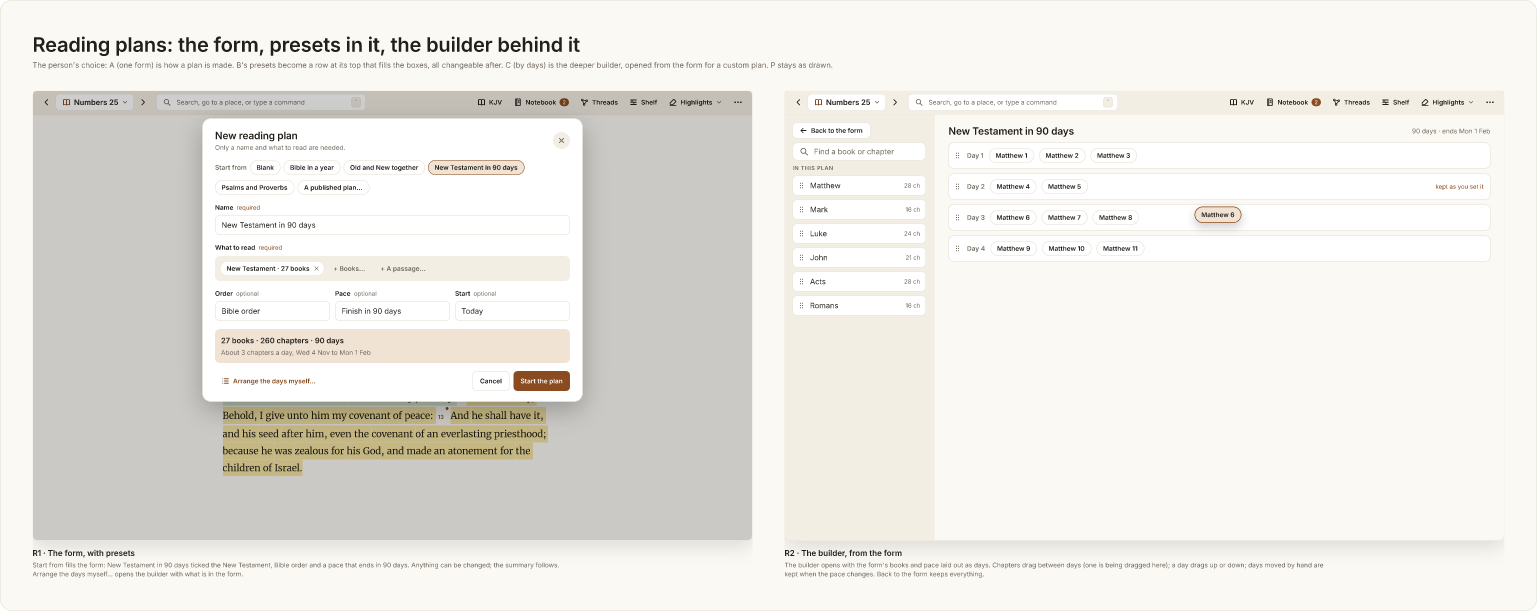 Reading plans: the form, presets in it, the builder behind it
The person's choice: A (one form) is how a plan is made. B's presets become a row at its top that fills the boxes, all changeable after. C (by days) is the deeper builder, opened from the form for a custom plan. P stays as drawn.
Numbers 25
Search, go to a place, or type a command
KJV
Notebook 2
Threads
Shelf
Highlights
New reading plan
Only a name and what to read are needed.
Start from Blank Bible in a year Old and New together New Testament in 90 days
Psalms and Proverbs A published plan...
Name required
New Testament in 90 days
What to read required
New Testament · 27 books × + Books... + A passage...
Order optional Pace optional Start optional
Bible order Finish in 90 days Today
27 books · 260 chapters · 90 days
About 3 chapters a day, Wed 4 Nov to Mon 1 Feb
Arrange the days myself... Cancel Start the plan
Behold, I give unto him my covenant of peace: 13 And he shall have it,
and his seed after him, even the covenant of an everlasting priesthood;
because he was zealous for his God, and made an atonement for the
children of Israel.
R1 · The form, with presets
Start from fills the form: New Testament in 90 days ticked the New Testament, Bible order and a pace that ends in 90 days. Anything can be changed; the summary follows.
Arrange the days myself... opens the builder with what is in the form.
Numbers 25
Search, go to a place, or type a command
KJV
Notebook 2
Threads
Shelf
Highlights
Back to the form
Find a book or chapter
IN THIS PLAN
Matthew 28 ch
Mark 16 ch
Luke 24 ch
John 21 ch
Acts 28 ch
Romans 16 ch
New Testament in 90 days 90 days · ends Mon 1 Feb
Day 1 Matthew 1 Matthew 2 Matthew 3
Day 2 Matthew 4 Matthew 5 kept as you set it
Day 3 Matthew 6 Matthew 7 Matthew 8 Matthew 6
Day 4 Matthew 9 Matthew 10 Matthew 11
R2 · The builder, from the form
The builder opens with the form's books and pace laid out as days. Chapters drag between days (one is being dragged here); a day drags up or down; days moved by hand are
kept when the pace changes. Back to the form keeps everything.